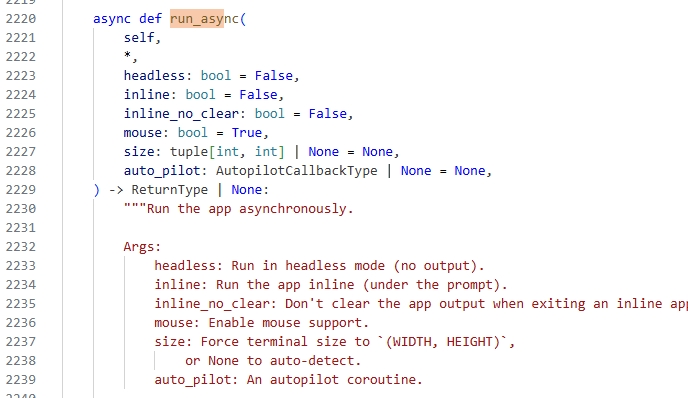 2219
2220 async def run_async(
2221 self,
2222 *,
2223 headless: bool = False,
2224 inline: bool = False,
2225 inline_no_clear: bool = False,
2226 mouse: bool = True,
2227 size: tuple[int, int] | None = None,
2228 auto_pilot: AutopilotCallbackType | None = None,
2229 ) -> ReturnType | None:
2230 """Run the app asynchronously.
2231
2232 Args:
2233 headless: Run in headless mode (no output).
2234 inline: Run the app inline (under the prompt).
2235 inline_no_clear: Don't clear the app output when exiting an inline app
2236 mouse: Enable mouse support.
2237 size: Force terminal size to `(WIDTH, HEIGHT)`,
2238 or None to auto-detect.
2239 auto_pilot: An autopilot coroutine.
2240